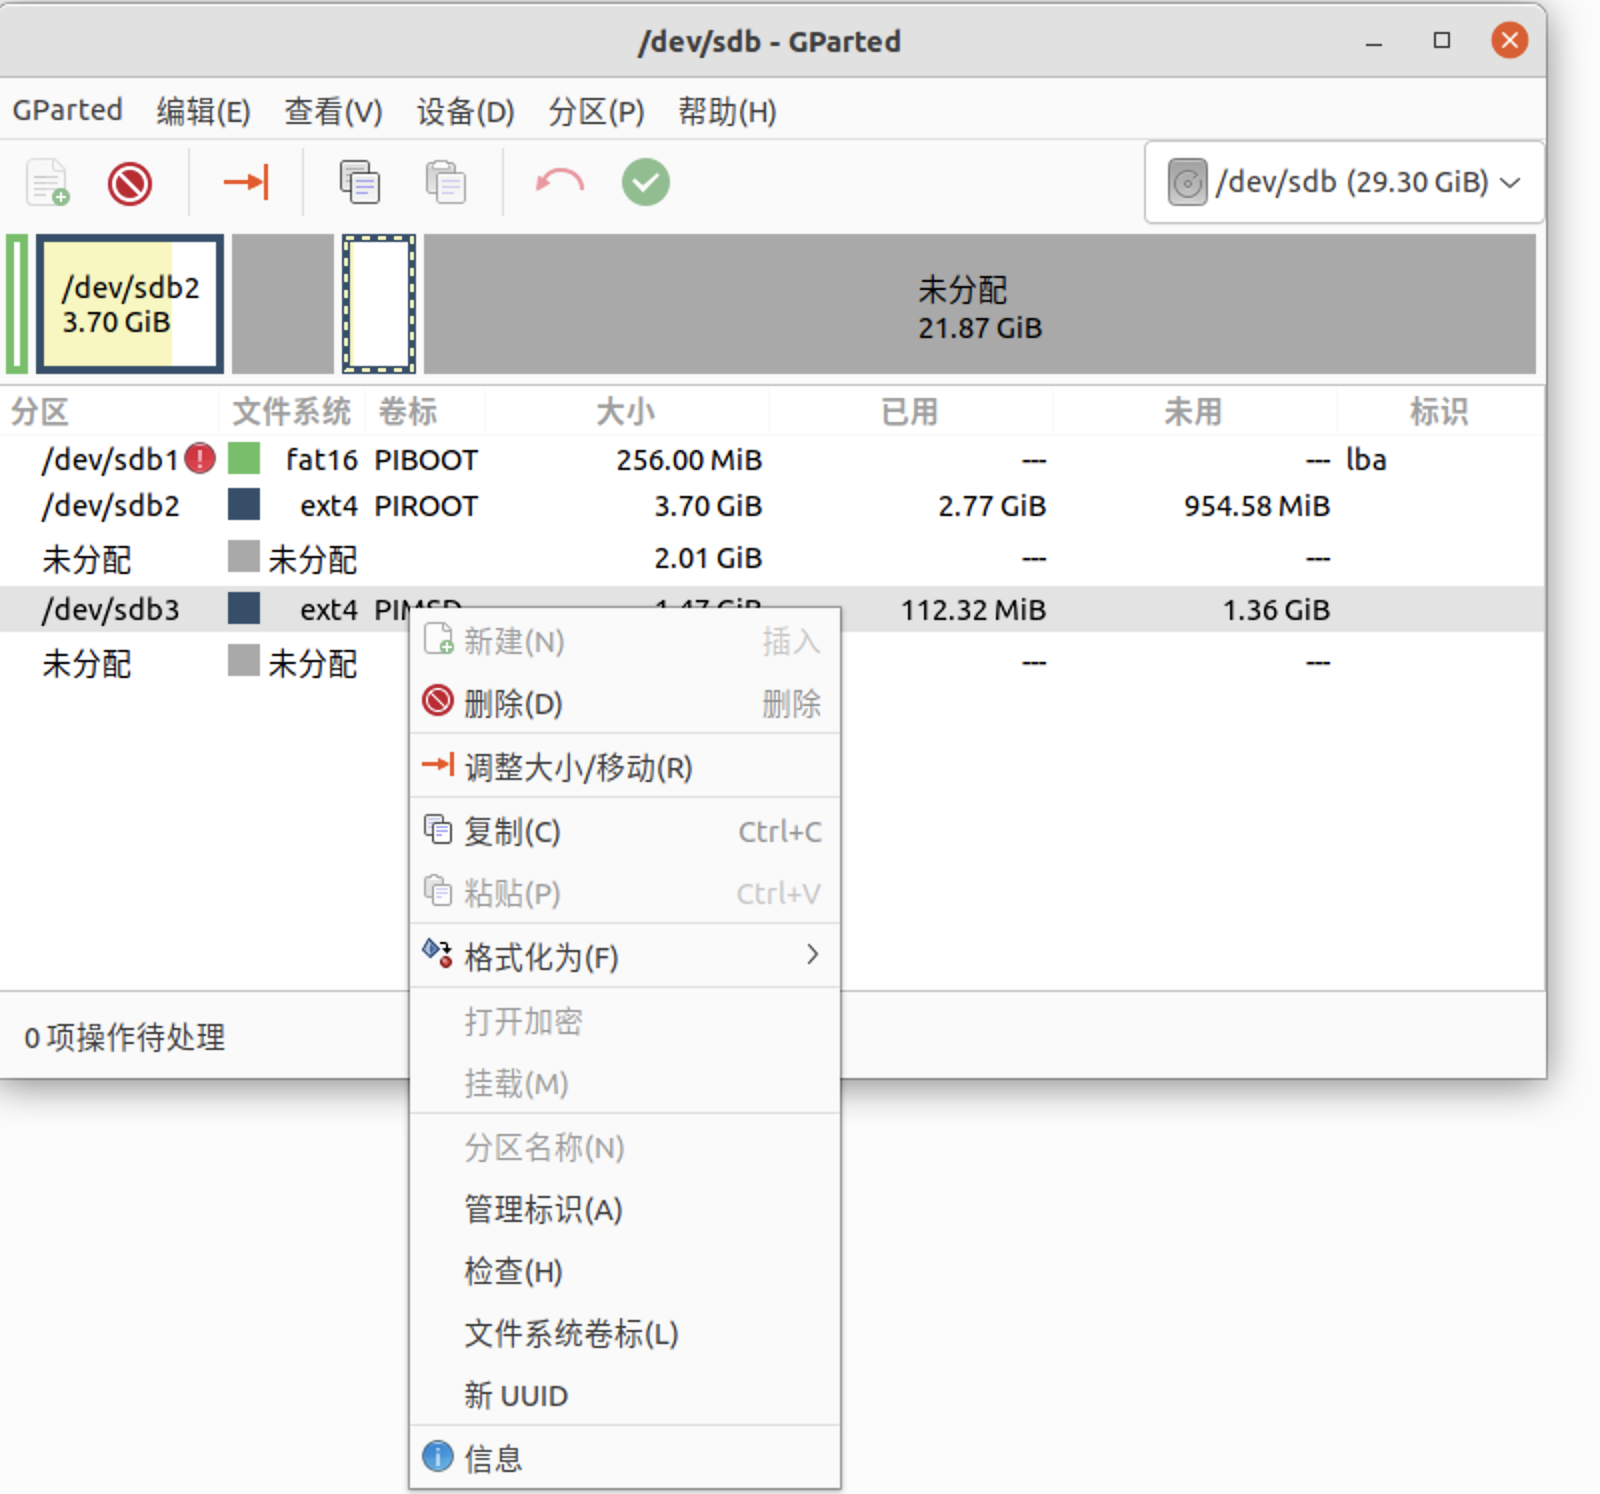 /dev/sdb - GParted
GParted 编辑(E) 查看(V) 设备(D) 分区(P) 帮助(H)
/dev/sdb (29.30 GiB)
/dev/sdb2
3.70 GiB
未分配
21.87 GiB
分区 文件系统 卷标 大小 已用 未用 标识
/dev/sdb1 fat16 PIBOOT 256.00 MiB --- --- lba
/dev/sdb2 ext4 PIROOT 3.70 GiB 2.77 GiB 954.58 MiB
未分配 未分配 2.01 GiB --- ---
/dev/sdb3 ext4 112.32 MiB 1.36 GiB
未分配 未分配 --- ---
新建(N) 插入
删除(D) 删除
调整大小/移动(R)
复制(C) Ctrl+C
粘贴(P) Ctrl+V
格式化为(F)
打开加密
挂载(M)
分区名称(N)
管理标识(A)
检查(H)
文件系统卷标(L)
新 UUID
信息
0 项操作待处理